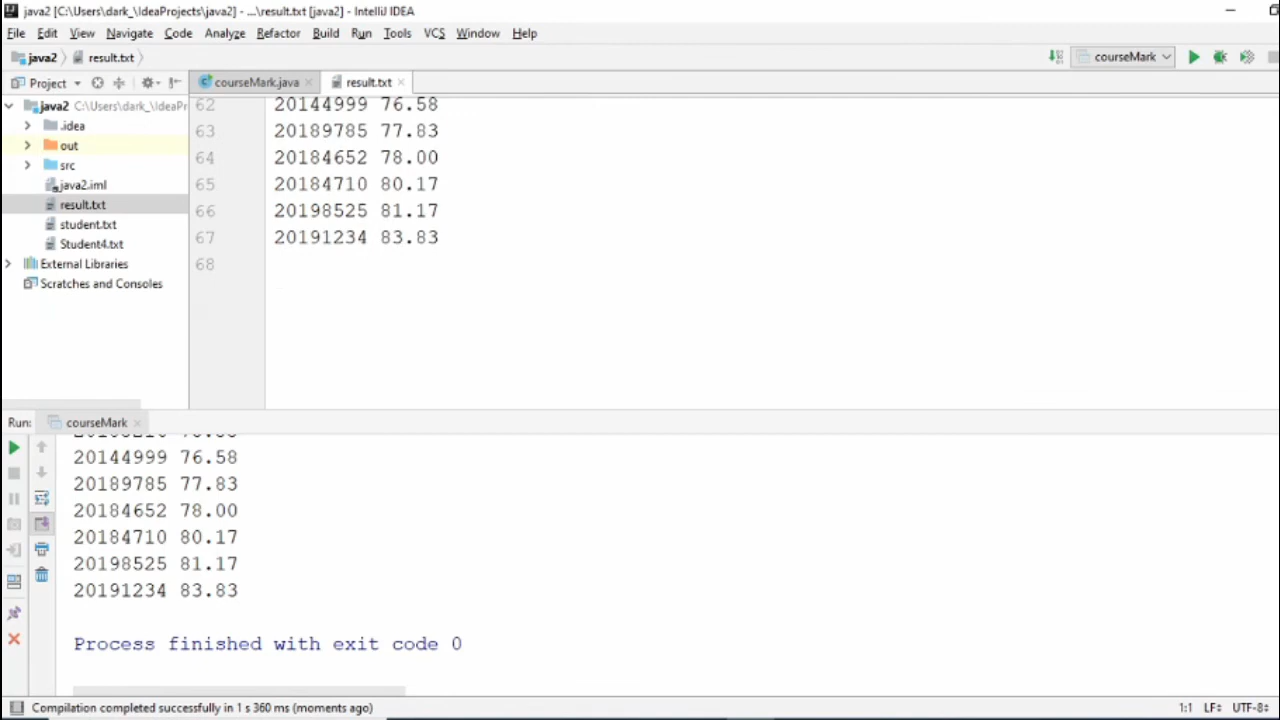 java2 [C:\Users\dark_\IdeaProjects\java2] - ...\result.txt [java2] - IntelliJ IDEA
File Edit View Navigate Code Analyze Refactor Build Run Tools VCS Window Help
java2 result.txt courseMark
Project courseMark.java result.txt
java2 C:\Users\dark_\IdeaPr
.idea
out
src
java2.iml
result.txt
student.txt
Student4.txt
External Libraries
Scratches and Consoles
62 20144999 76.58
63 20189785 77.83
64 20184652 78.00
65 20184710 80.17
66 20198525 81.17
67 20191234 83.83
68
Run: courseMark
20144999 76.58
20189785 77.83
20184652 78.00
20184710 80.17
20198525 81.17
20191234 83.83
Process finished with exit code 0
Compilation completed successfully in 1 s 360 ms (moments ago) 1:1 LF UTF-8